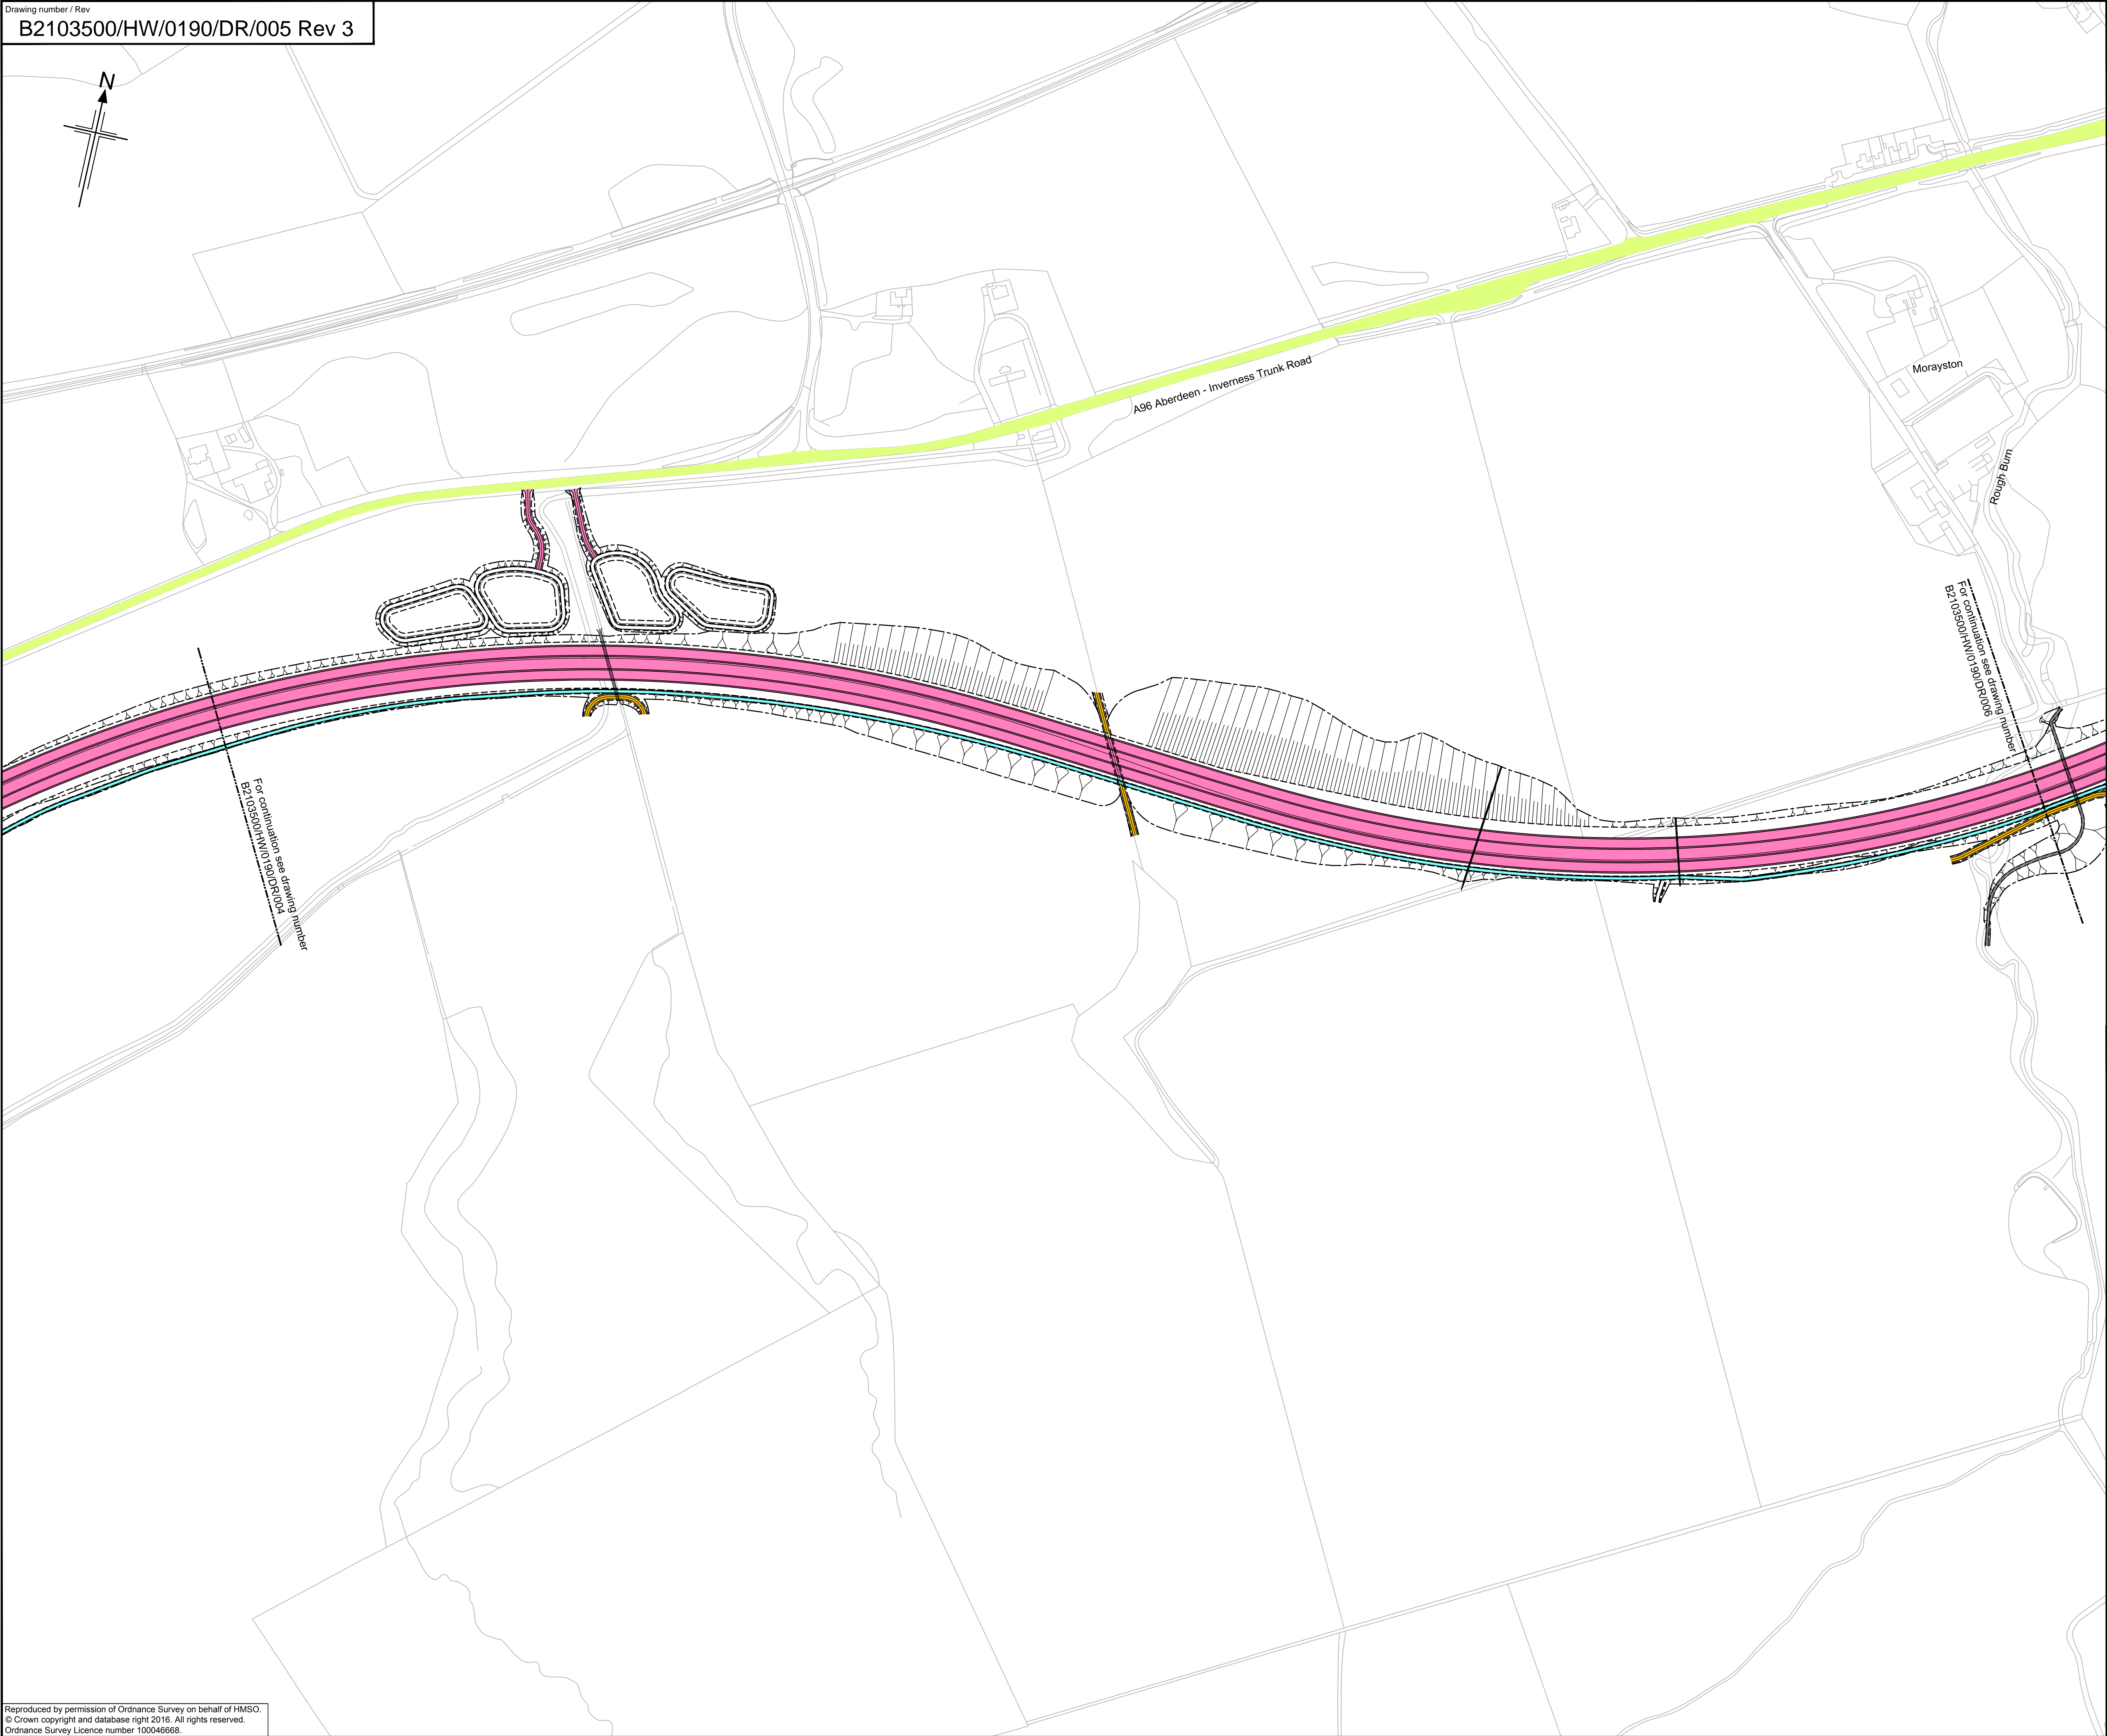 Drawing number / Rev
B2103500/HW/0190/DR/005 Rev 3
N
A96 Aberdeen - Inverness Trunk Road
Morayston
Rough Burn
For continuation see drawing number
B2103500/HW/0190/DR/006
For continuation see drawing number
B2103500/HW/0190/DR/004
Reproduced by permission of Ordnance Survey on behalf of HMSO.
© Crown copyright and database right 2016. All rights reserved.
Ordnance Survey Licence number 100046668.